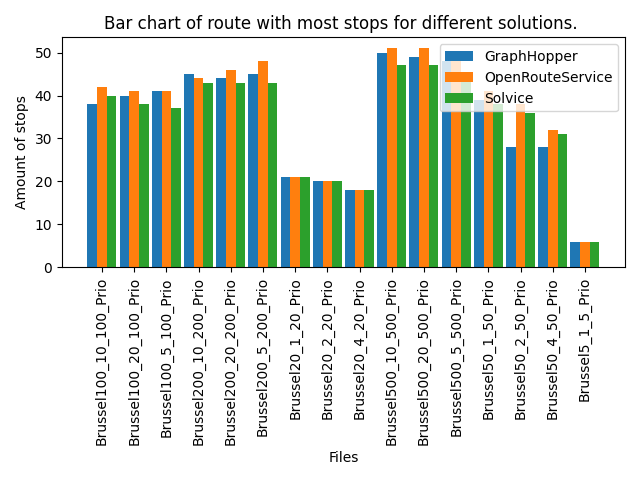 Bar chart of route with most stops for different solutions.
GraphHopper
OpenRouteService
Solvice
Amount of stops
50
40
30
20
10
0
Brussel100_10_100_Prio
Brussel100_20_100_Prio
Brussel100_5_100_Prio
Brussel200_10_200_Prio
Brussel200_20_200_Prio
Brussel200_5_200_Prio
Brussel20_1_20_Prio
Brussel20_2_20_Prio
Brussel20_4_20_Prio
Brussel500_10_500_Prio
Brussel500_20_500_Prio
Brussel500_5_500_Prio
Brussel50_1_50_Prio
Brussel50_2_50_Prio
Brussel50_4_50_Prio
Brussel5_1_5_Prio
Files